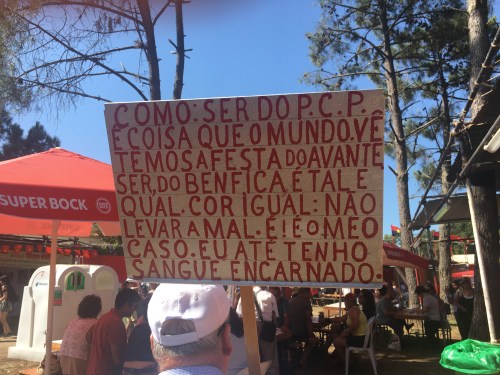 COMO: SER DO P.C.P.
É COISA QUE O MUNDO. VÊ
TEMOS A FESTA DO AVANTE
SER, DO BENFICA É TAL E
QUAL. COR IGUAL: NÃO
LEVAR A MAL. E! É O. MEO
CASO. EU ATÉ TENHO
SANGUE ENCARNADO.
SUPER BOCK